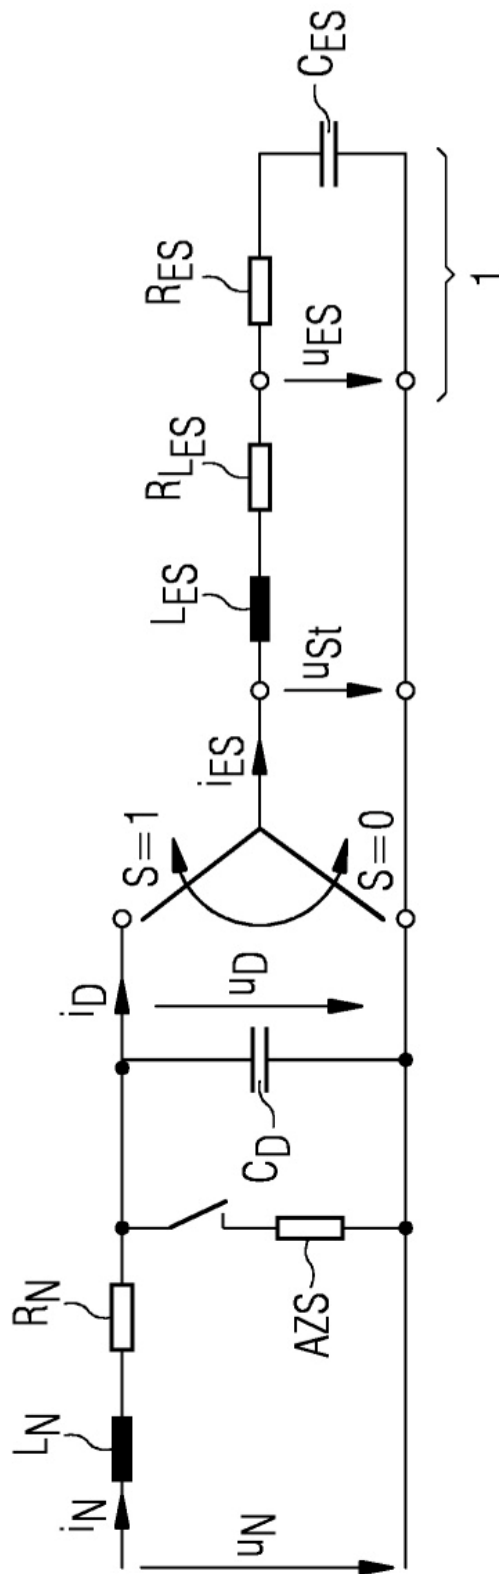 i_N
L_N
R_N
u_N
AZS
C_D
i_D
u_D
S=1
S=0
i_ES
u_St
L_ES
R_LES
u_ES
R_ES
C_ES
1